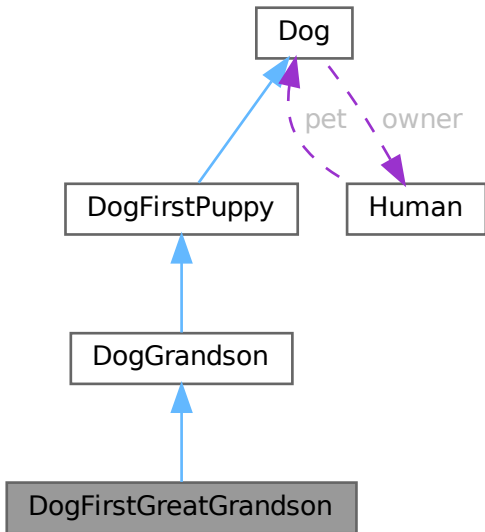 Dog
pet
owner
DogFirstPuppy
Human
DogGrandson
DogFirstGreatGrandson